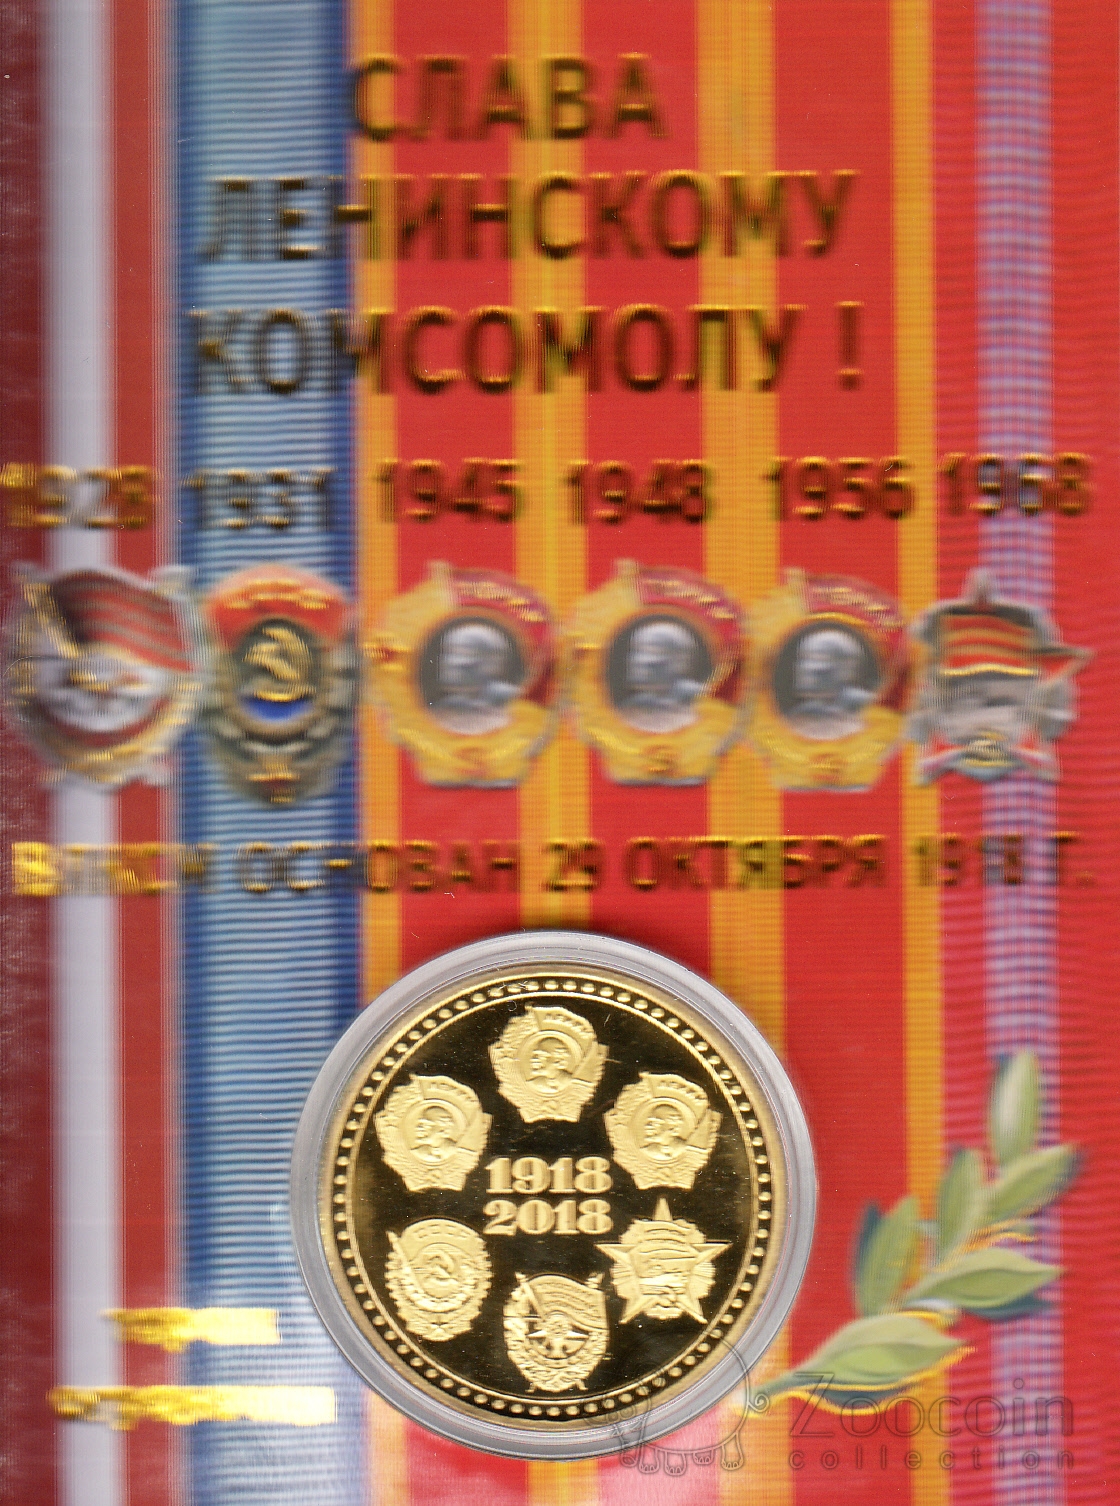 СЛАВА
ЛЕНИНСКОМУ
КОМСОМОЛУ !
1928 1931 1945 1948 1956 1968
ВЛКСМ ОСНОВАН 29 ОКТЯБРЯ 1918 Г.
1918
2018
Zoocoin
collection